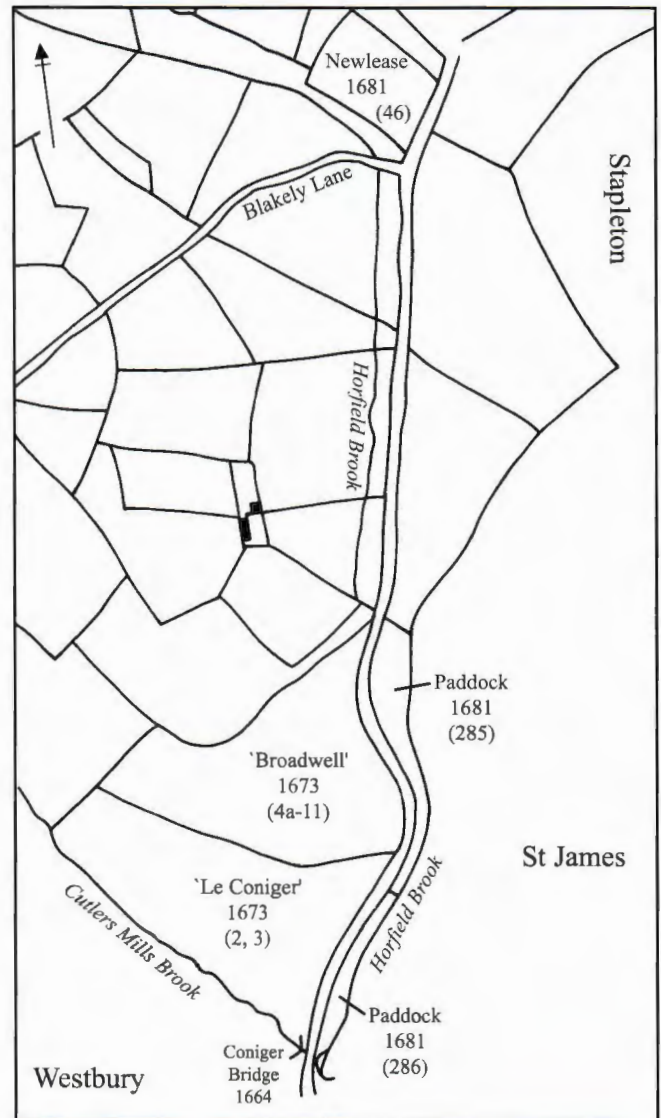 Newlease
1681
(46)
Stapleton
Blakely Lane
Horfield Brook
Paddock
1681
(285)
`Broadwell'
1673
(4a-11)
St James
`Le Coniger'
1673
(2, 3)
Horfield Brook
Cutlers Mills Brook
Paddock
1681
(286)
Coniger
Bridge
1664
Westbury